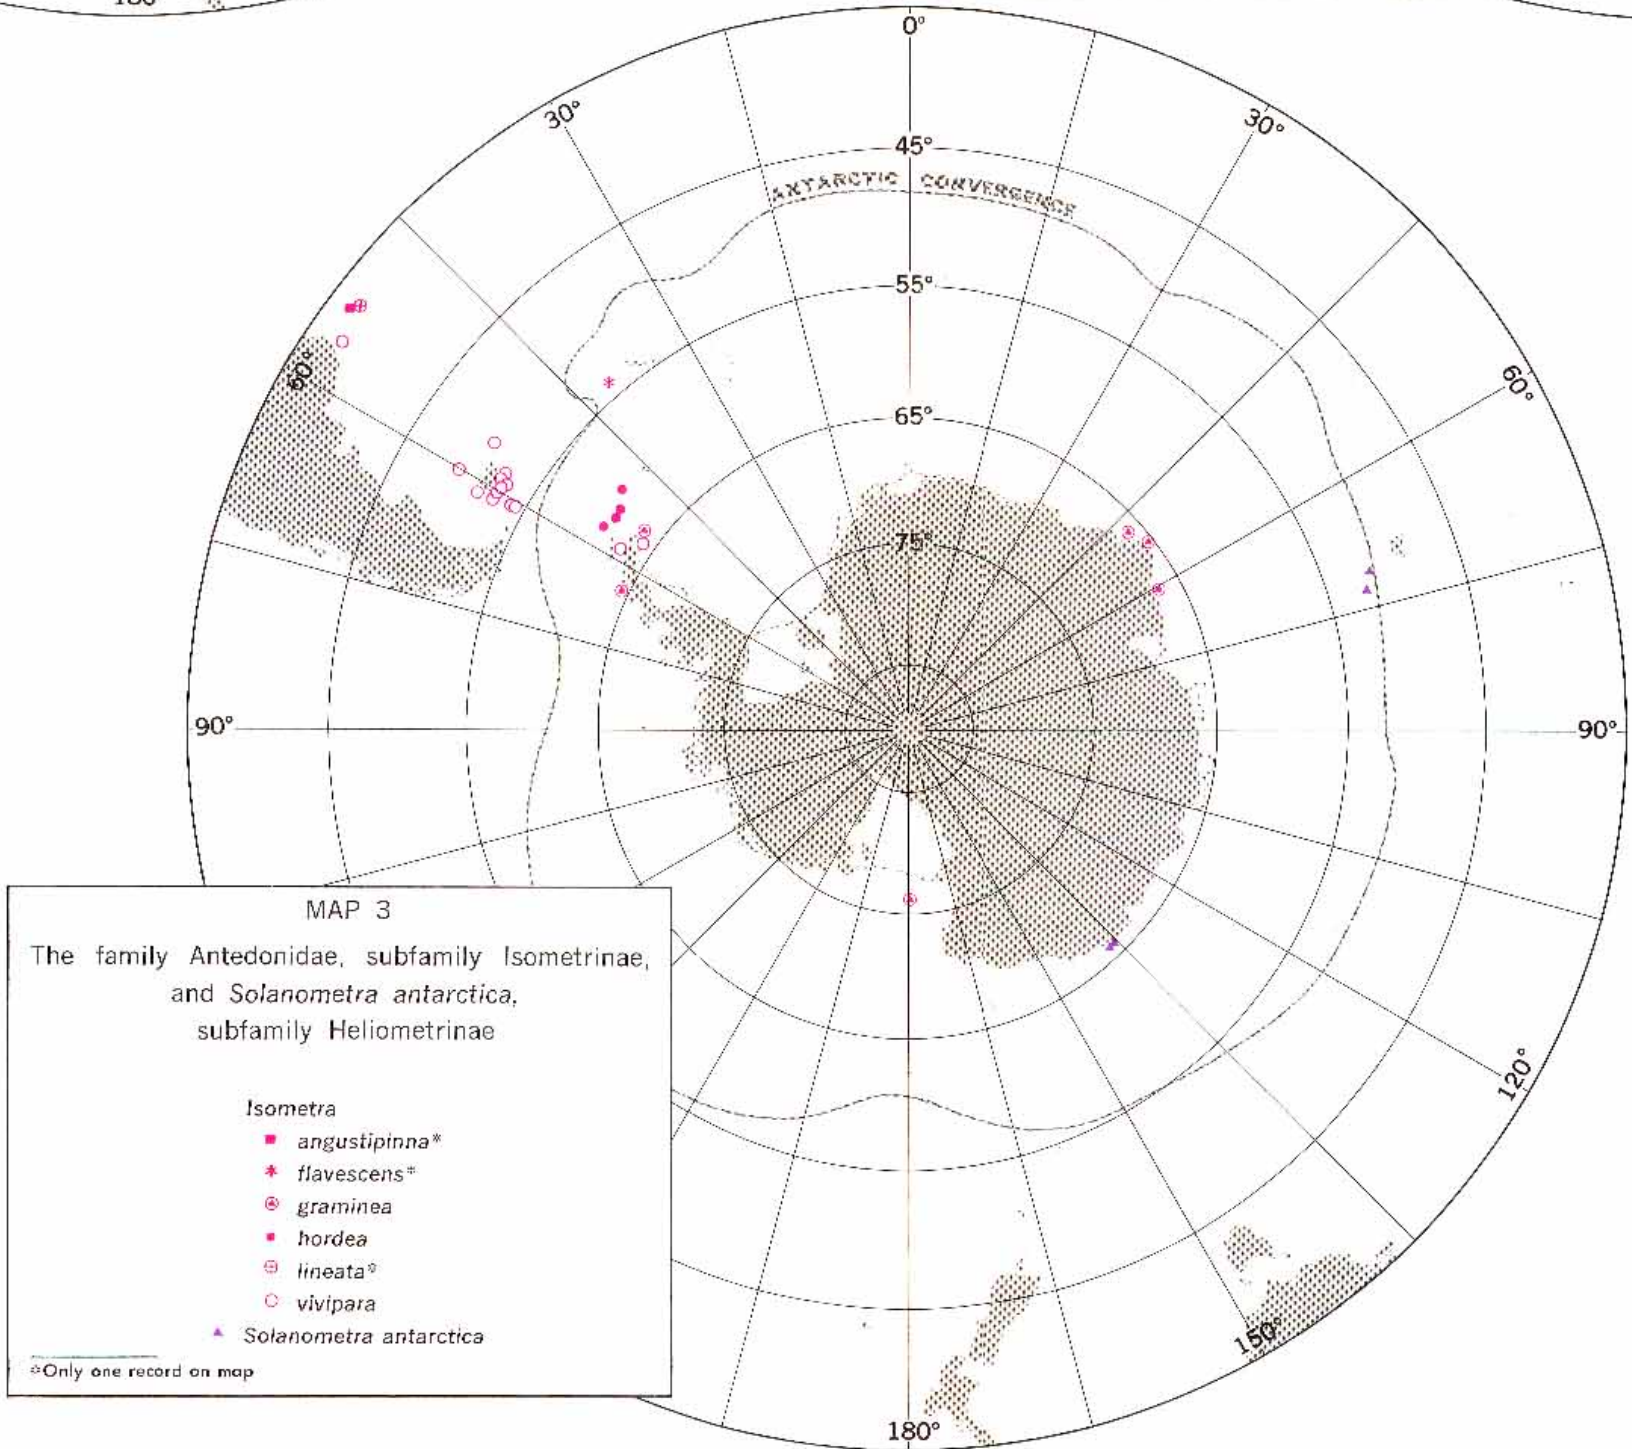 180
0°
30°
30°
45°
ANTARCTIC CONVERGENCE
55°
60°
60°
65°
75°
90°
90°
120°
150°
180°
MAP 3
The family Antedonidae, subfamily Isometrinae,
and Solanometra antarctica,
subfamily Heliometrinae
Isometra
angustipinna*
flavescens*
graminea
hordea
lineata*
vivipara
Solanometra antarctica
*Only one record on map